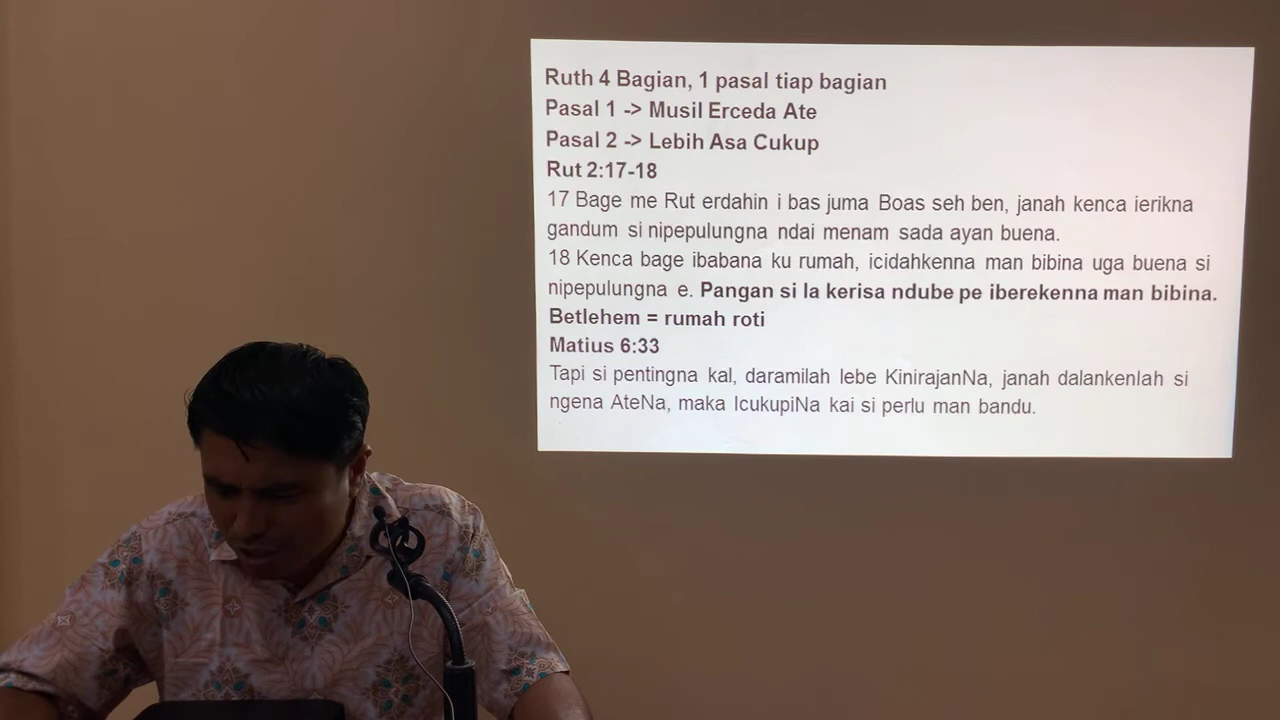 Ruth 4 Bagian, 1 pasal tiap bagian
Pasal 1 -> Musil Erceda Ate
Pasal 2 -> Lebih Asa Cukup
Rut 2:17-18
17 Bage me Rut erdahin i bas juma Boas seh ben, janah kenca ierikna
gandum si nipepulungna ndai menam sada ayan buena.
18 Kenca bage ibabana ku rumah, icidahkenna man bibina uga buena si
nipepulungna e. Pangan si la kerisa ndube pe iberekenna man bibina.
Betlehem = rumah roti
Matius 6:33
Tapi si pentingna kal, daramilah lebe KinirajanNa, janah dalankenlah si
ngena AteNa, maka IcukupiNa kai si perlu man bandu.